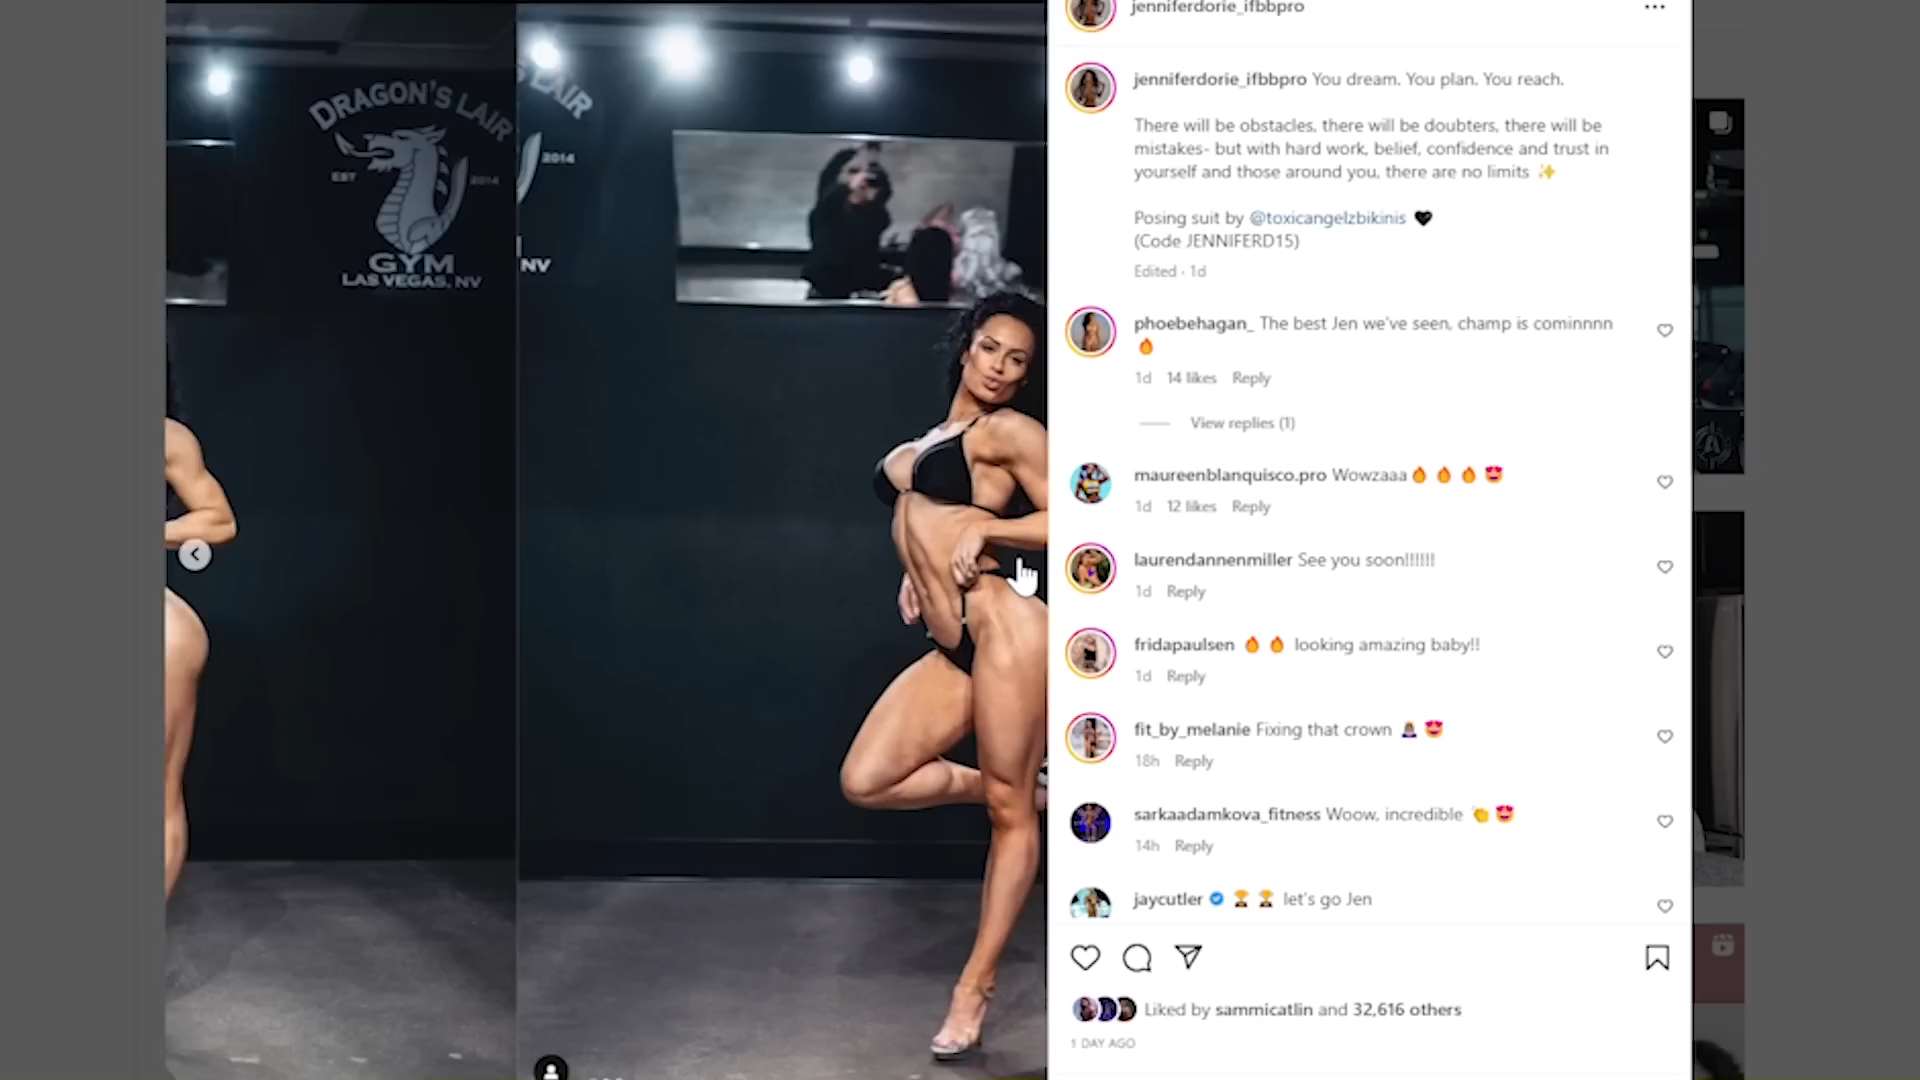 DRAGON'S LAIR
EST 2014
GYM
LAS VEGAS, NV
LAIR
2014
NV
jenniferdorie_ifbbpro
jenniferdorie_ifbbpro You dream. You plan. You reach.
There will be obstacles, there will be doubters, there will be
mistakes- but with hard work, belief, confidence and trust in
yourself and those around you, there are no limits ✨
Posing suit by @toxicangelzbikinis 🖤
(Code JENNIFERD15)
Edited · 1d
phoebehagan_ The best Jen we've seen, champ is cominnnn
🔥
1d 14 likes Reply
View replies (1)
maureenblanquisco.pro Wowzaaa🔥🔥🔥😍
1d 12 likes Reply
laurendannenmiller See you soon!!!!!!
1d Reply
fridapaulsen 🔥🔥 looking amazing baby!!
1d Reply
fit_by_melanie Fixing that crown 😍
18h Reply
sarkaadamkova_fitness Woow, incredible 👏😍
14h Reply
jaycutler 🏆🏆 let's go Jen
Liked by sammicatlin and 32,616 others
1 DAY AGO